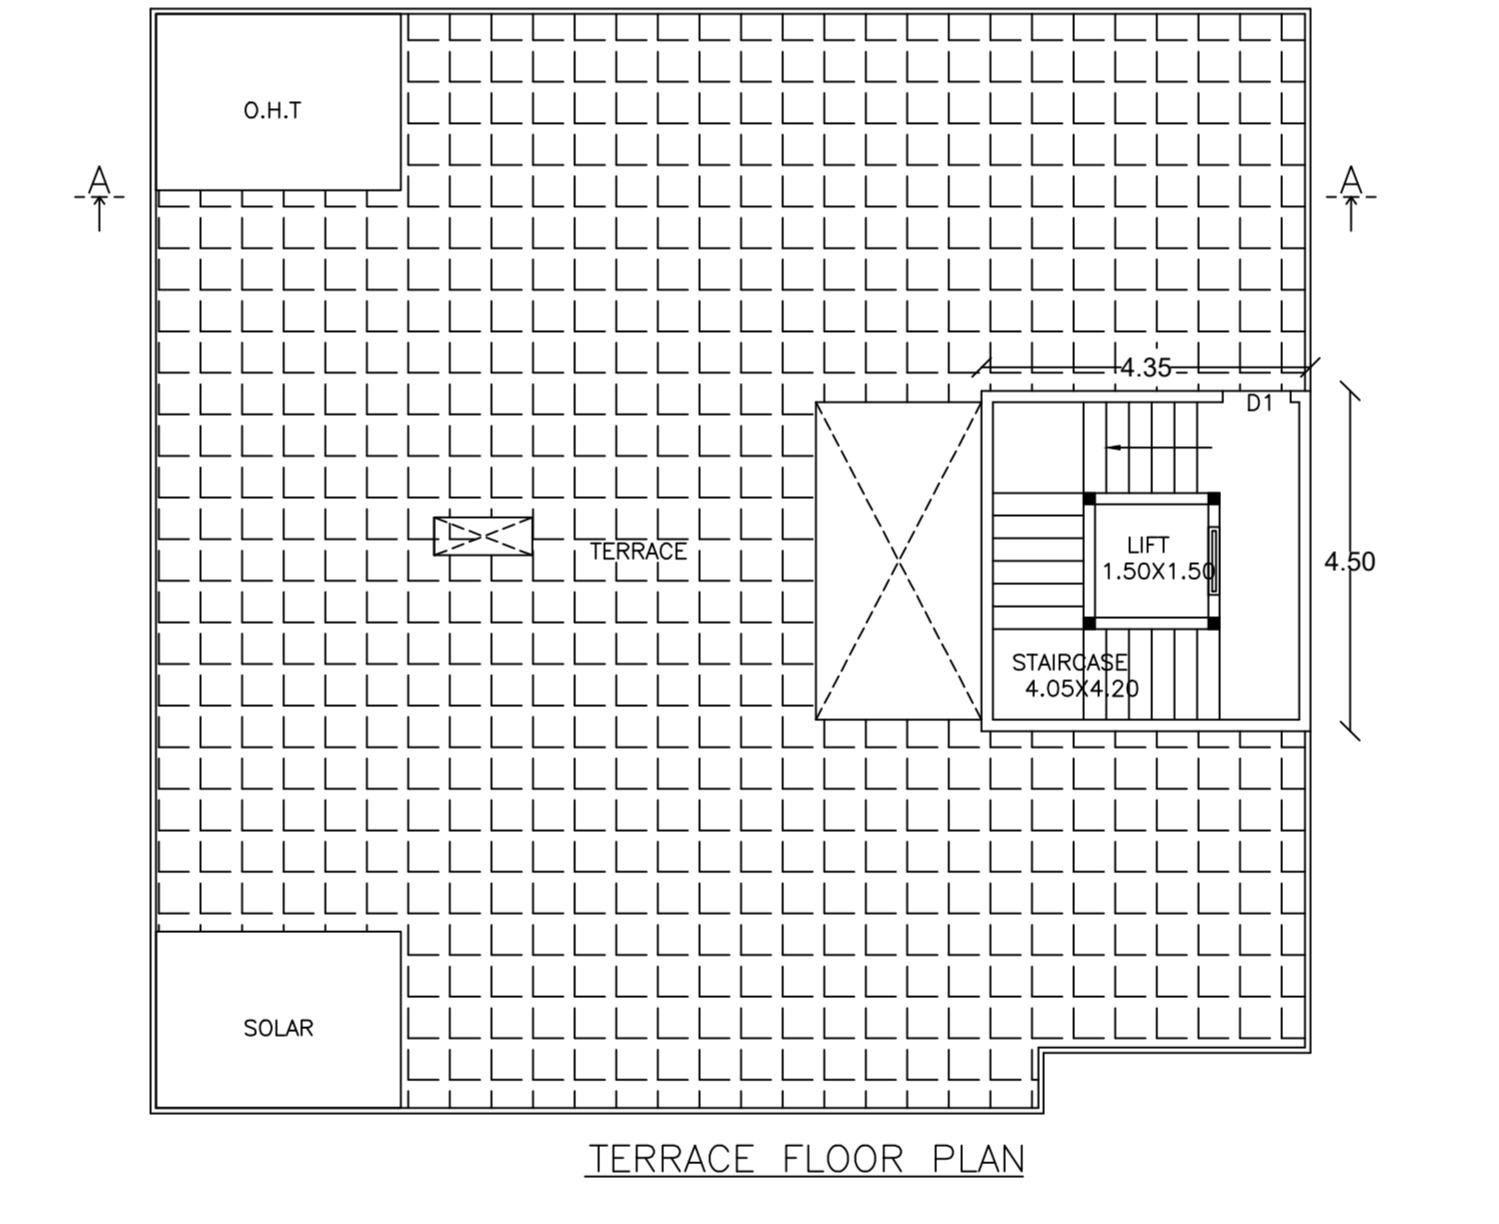 O.H.T
A
A
4.35
D1
LIFT
1.50X1.50
4.50
TERRACE
STAIRCASE
4.05X4.20
SOLAR
TERRACE FLOOR PLAN